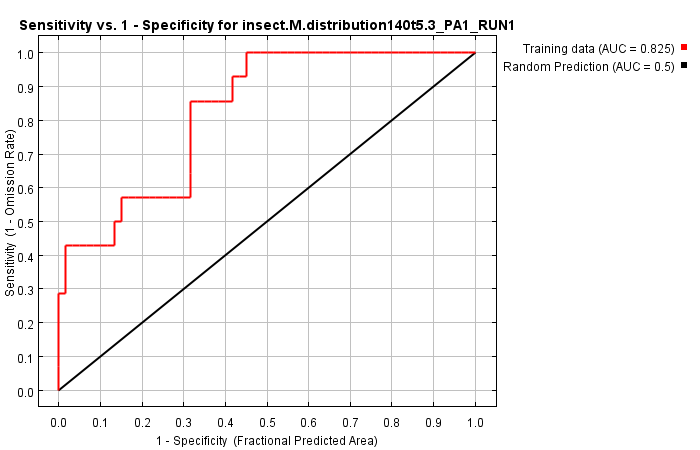 Sensitivity vs. 1 - Specificity for insect.M.distribution140t5.3_PA1_RUN1
Training data (AUC = 0.825)
Random Prediction (AUC = 0.5)
Sensitivity (1 - Omission Rate)
1.0
0.9
0.8
0.7
0.6
0.5
0.4
0.3
0.2
0.1
0.0
0.0 0.1 0.2 0.3 0.4 0.5 0.6 0.7 0.8 0.9 1.0
1 - Specificity (Fractional Predicted Area)